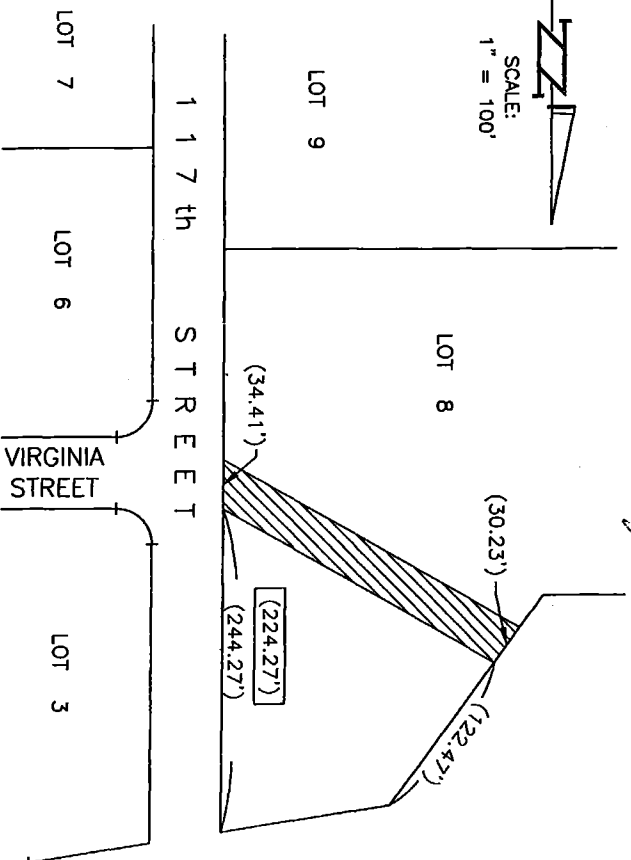 SCALE:
1" = 100'
LOT 7
LOT 9
117th STREET
LOT 6
LOT 8
(34.41')
VIRGINIA
STREET
(30.23')
(224.27')
(244.27')
(122.47')
LOT 3